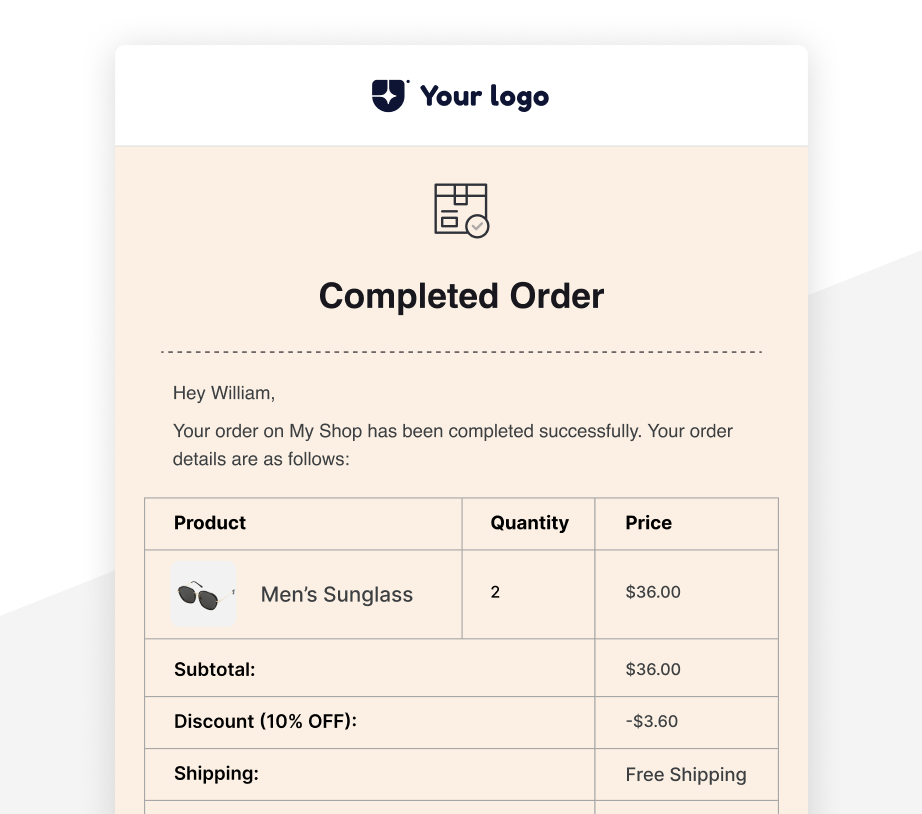 Your logo
Completed Order
Hey William,
Your order on My Shop has been completed successfully. Your order
details are as follows:
Product Quantity Price
Men’s Sunglass 2 $36.00
Subtotal: $36.00
Discount (10% OFF): -$3.60
Shipping: Free Shipping